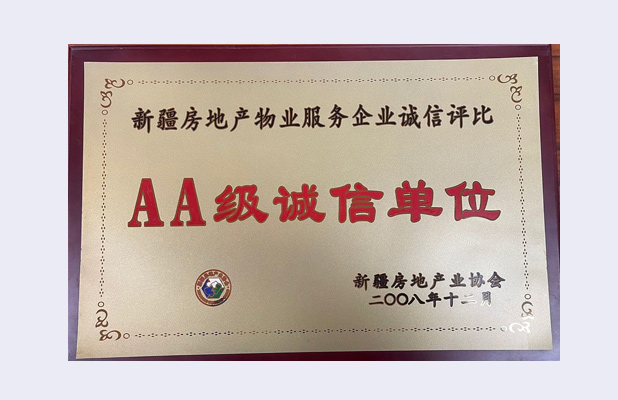 新疆房地产物业服务企业诚信评比
AA级诚信单位
新疆房地产业协会
二〇〇八年十二月